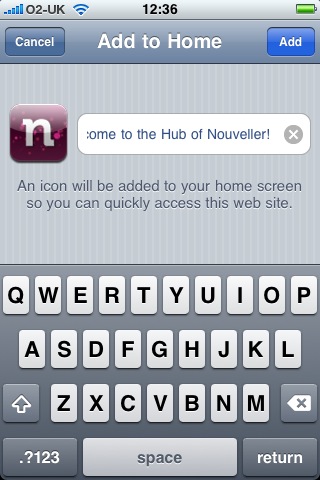 O2-UK 12:36
Cancel Add to Home Add
n
come to the Hub of Nouveller!
An icon will be added to your home screen
so you can quickly access this web site.
Q W E R T Y U I O P
A S D F G H J K L
Z X C V B N M
.?123 space return